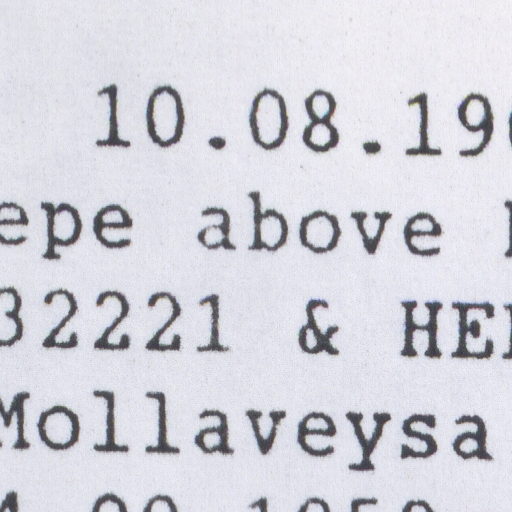 10.08.19
epe above
32221 & HE
Mollaveysa